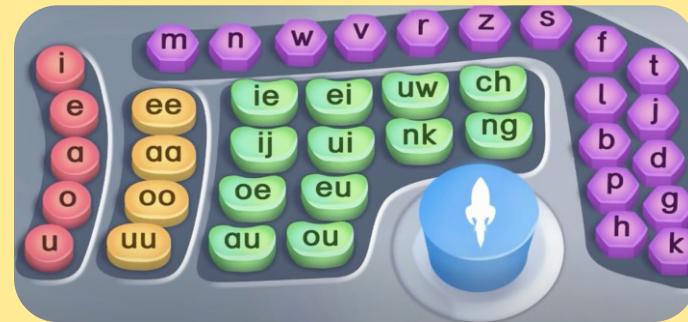 i
e
a
o
u
ee
aa
oo
uu
ie ei uw ch
ij ui nk ng
oe eu
au ou
m n w v r z s
f t
l j
b d
p g
h k